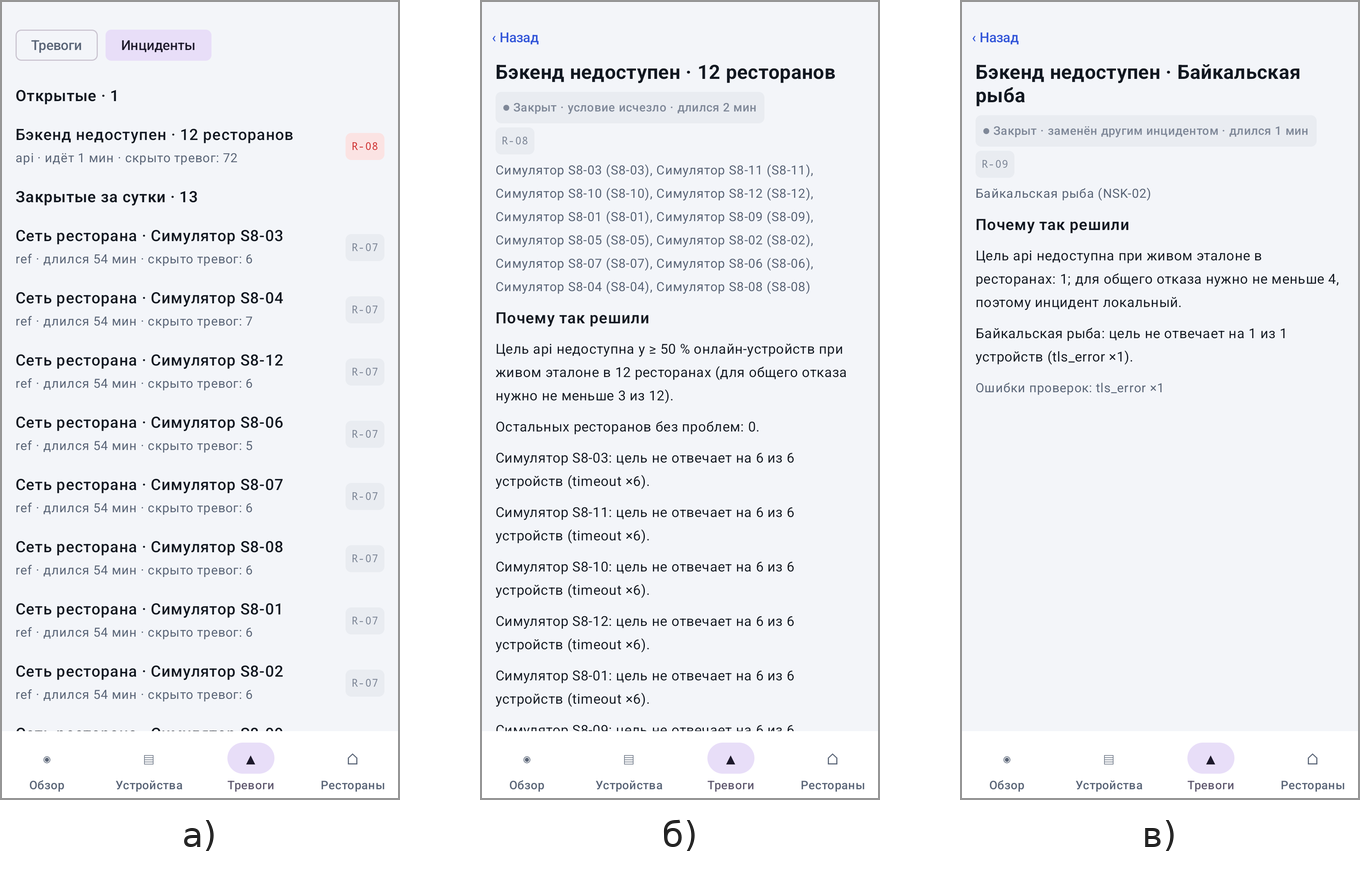 Тревоги
Инциденты
Открытые · 1
Бэкенд недоступен · 12 ресторанов
api · идёт 1 мин · скрыто тревог: 72
R-08
Закрытые за сутки · 13
Сеть ресторана · Симулятор S8-03
ref · длился 54 мин · скрыто тревог: 6
R-07
Сеть ресторана · Симулятор S8-04
ref · длился 54 мин · скрыто тревог: 7
R-07
Сеть ресторана · Симулятор S8-12
ref · длился 54 мин · скрыто тревог: 6
R-07
Сеть ресторана · Симулятор S8-06
ref · длился 54 мин · скрыто тревог: 5
R-07
Сеть ресторана · Симулятор S8-07
ref · длился 54 мин · скрыто тревог: 6
R-07
Сеть ресторана · Симулятор S8-08
ref · длился 54 мин · скрыто тревог: 6
R-07
Сеть ресторана · Симулятор S8-01
ref · длился 54 мин · скрыто тревог: 6
R-07
Сеть ресторана · Симулятор S8-02
ref · длился 54 мин · скрыто тревог: 6
R-07
Обзор
Устройства
Тревоги
Рестораны
а)
‹ Назад
Бэкенд недоступен · 12 ресторанов
Закрыт · условие исчезло · длился 2 мин
R-08
Симулятор S8-03 (S8-03), Симулятор S8-11 (S8-11),
Симулятор S8-10 (S8-10), Симулятор S8-12 (S8-12),
Симулятор S8-01 (S8-01), Симулятор S8-09 (S8-09),
Симулятор S8-05 (S8-05), Симулятор S8-02 (S8-02),
Симулятор S8-07 (S8-07), Симулятор S8-06 (S8-06),
Симулятор S8-04 (S8-04), Симулятор S8-08 (S8-08)
Почему так решили
Цель api недоступна у ≥ 50 % онлайн-устройств при
живом эталоне в 12 ресторанах (для общего отказа
нужно не меньше 3 из 12).
Остальных ресторанов без проблем: 0.
Симулятор S8-03: цель не отвечает на 6 из 6
устройств (timeout ×6).
Симулятор S8-11: цель не отвечает на 6 из 6
устройств (timeout ×6).
Симулятор S8-10: цель не отвечает на 6 из 6
устройств (timeout ×6).
Симулятор S8-12: цель не отвечает на 6 из 6
устройств (timeout ×6).
Симулятор S8-01: цель не отвечает на 6 из 6
устройств (timeout ×6).
Симулятор S8-09: цель не отвечает на 6 из 6
Обзор
Устройства
Тревоги
Рестораны
б)
‹ Назад
Бэкенд недоступен · Байкальская
рыба
Закрыт · заменён другим инцидентом · длился 1 мин
R-09
Байкальская рыба (NSK-02)
Почему так решили
Цель api недоступна при живом эталоне в
ресторанах: 1; для общего отказа нужно не меньше 4,
поэтому инцидент локальный.
Байкальская рыба: цель не отвечает на 1 из 1
устройств (tls_error ×1).
Ошибки проверок: tls_error ×1
Обзор
Устройства
Тревоги
Рестораны
в)